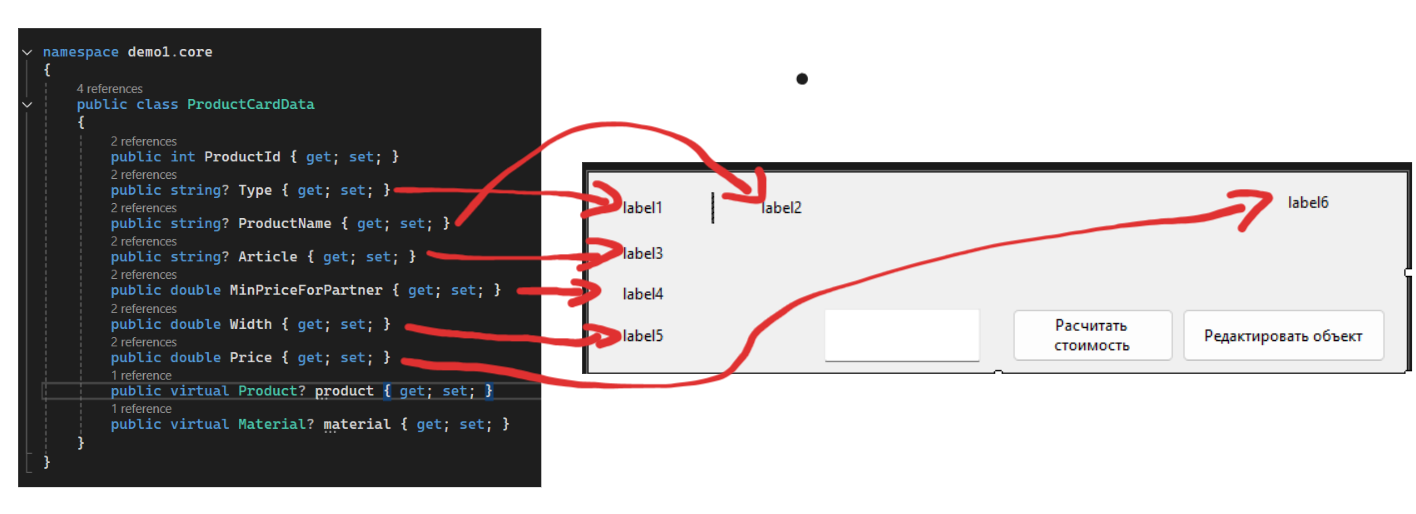 namespace demo1.core
{
4 references
public class ProductCardData
{
2 references
public int ProductId { get; set; }
2 references
public string? Type { get; set; }
2 references
public string? ProductName { get; set; }
2 references
public string? Article { get; set; }
2 references
public double MinPriceForPartner { get; set; }
2 references
public double Width { get; set; }
2 references
public double Price { get; set; }
1 reference
public virtual Product? product { get; set; }
1 reference
public virtual Material? material { get; set; }
}
}
label1
label2
label6
label3
label4
label5
Расчитать
стоимость
Редактировать объект